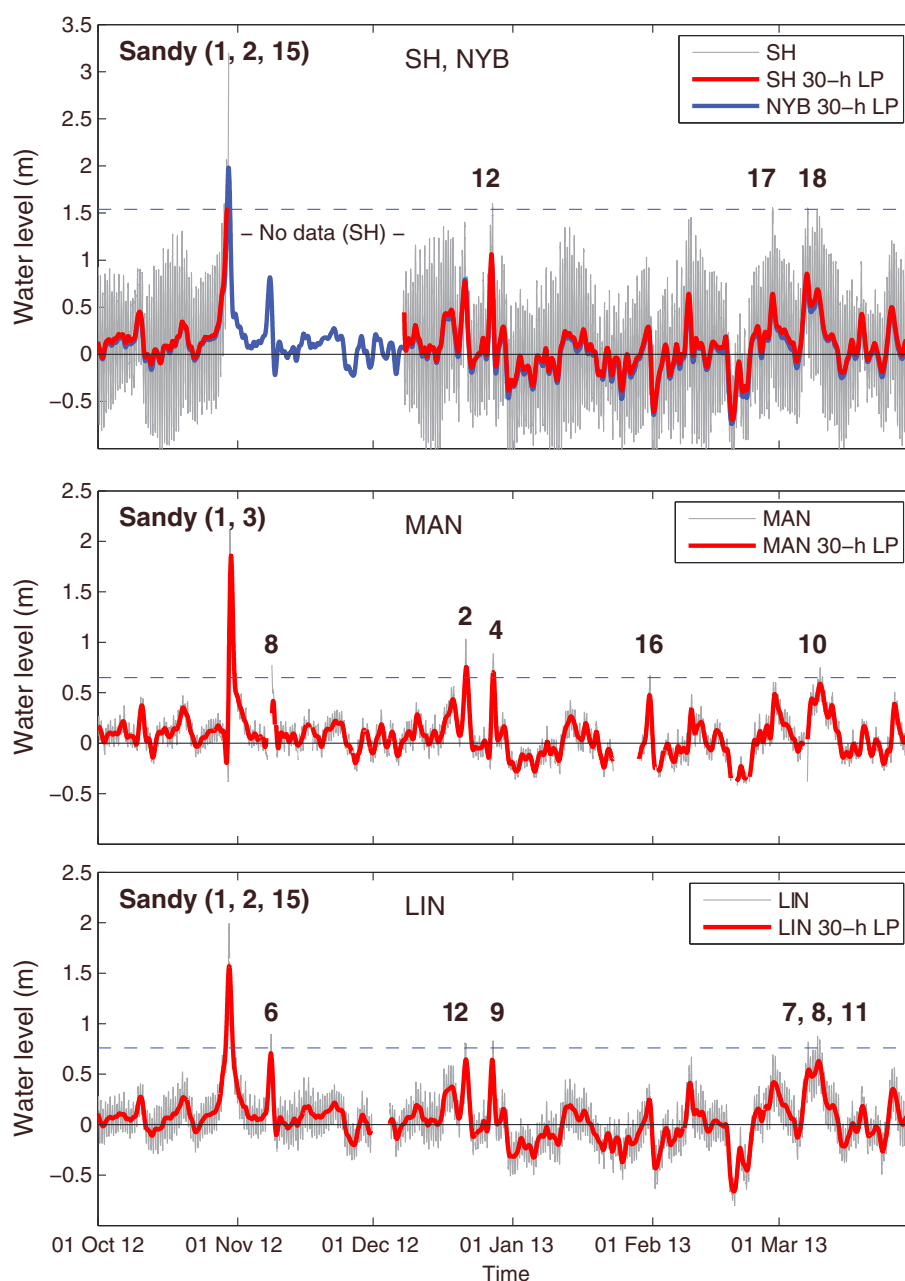 Sandy (1, 2, 15)
SH, NYB
SH
SH 30−h LP
NYB 30−h LP
12
17
18
− No data (SH) −
3.5
3
2.5
2
1.5
1
0.5
0
−0.5
Water level (m)
Sandy (1, 3)
MAN
MAN
MAN 30−h LP
8
2
4
16
10
2.5
2
1.5
1
0.5
0
−0.5
Water level (m)
Sandy (1, 2, 15)
LIN
LIN
LIN 30−h LP
6
12
9
7, 8, 11
2.5
2
1.5
1
0.5
0
−0.5
−1
Water level (m)
01 Oct 12
01 Nov 12
01 Dec 12
01 Jan 13
01 Feb 13
01 Mar 13
Time